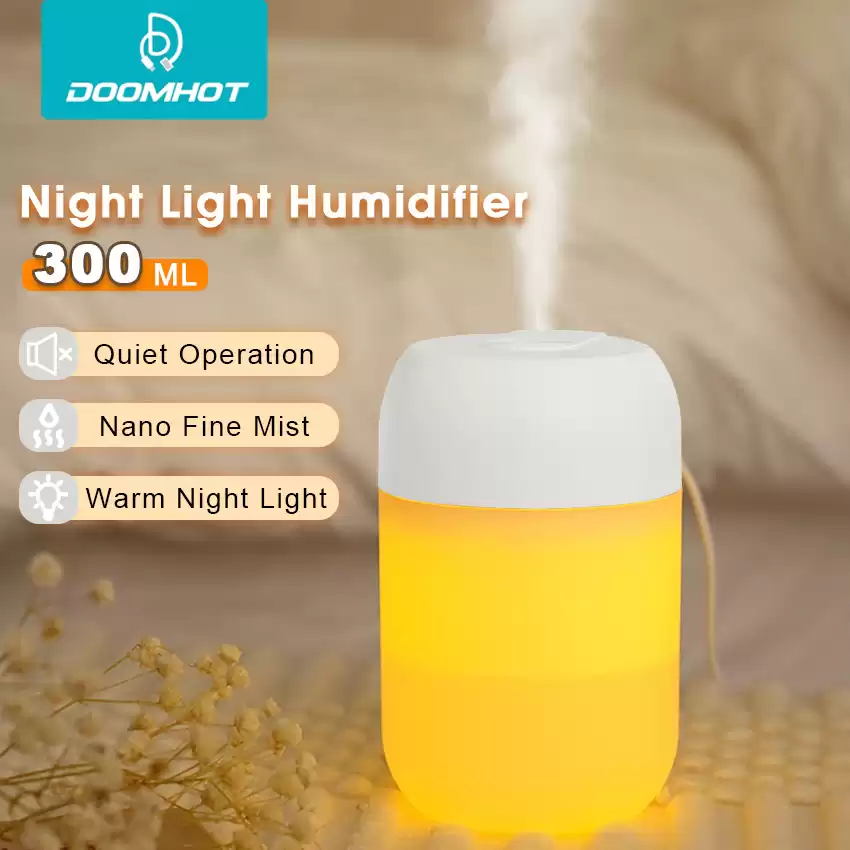 DOOMHOT
Night Light Humidifier
300 ML
Quiet Operation
Nano Fine Mist
Warm Night Light